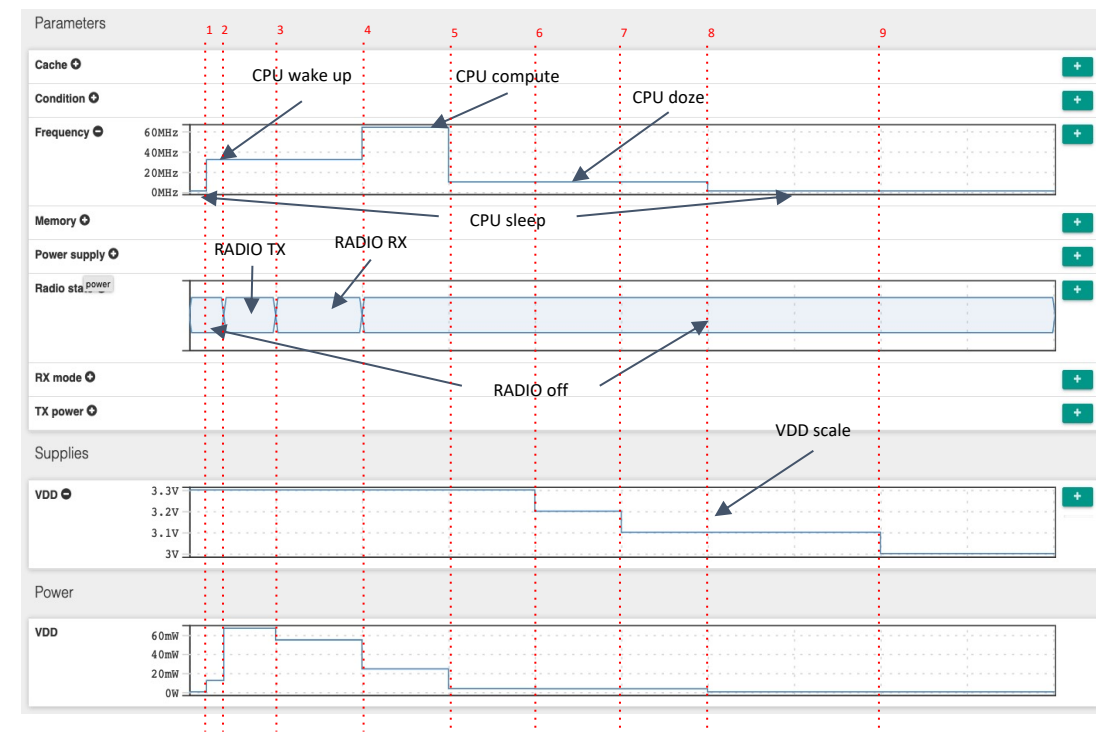 Parameters
1 2 3 4 5 6 7 8 9
Cache
CPU wake up
CPU compute
Condition
CPU doze
Frequency
60MHz
40MHz
20MHz
0MHz
Memory
CPU sleep
Power supply
RADIO TX
RADIO RX
power
RX mode
RADIO off
TX power
VDD scale
Supplies
VDD
3.3V
3.2V
3.1V
3V
Power
VDD
60mW
40mW
20mW
0W